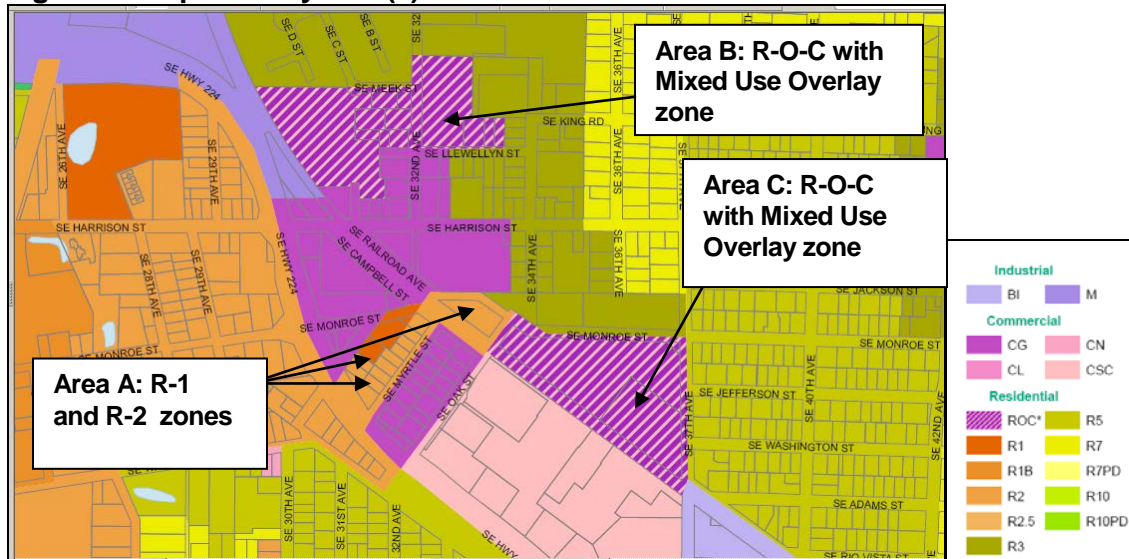 SE D ST
SE C ST
SE B ST
SE 32
SE HWY 224
SE MEEK ST
SE 36TH AVE
Area B: R-O-C with
Mixed Use Overlay
zone
SE KING RD
SE LLEWELLYN ST
SE 26TH AVE
SE 29TH AVE
SE 32ND AVE
SE 36TH AVE
Area C: R-O-C
with Mixed Use
Overlay zone
SE HARRISON ST
SE HARRISON ST
SE RAILROAD AVE
SE CAMPBELL ST
SE HWY 224
SE 28TH AVE
SE 29TH AVE
SE 34TH AVE
SE 36TH AVE
SE JACKSON ST
SE MONROE ST
SE MONROE ST
SE MONROE ST
SE MONROE ST
Area A: R-1
and R-2 zones
SE MYRTLE ST
SE OAK ST
SE 37TH AVE
SE JEFFERSON ST
SE 40TH AVE
SE 42ND AVE
SE WASHINGTON ST
SE ADAMS ST
SE 30TH AVE
SE 31ST AVE
32ND AVE
SE HWY
SE RIO VISTA ST
Industrial
BI M
Commercial
CG CN
CL CSC
Residential
ROC* R5
R1 R7
R1B R7PD
R2 R10
R2.5 R10PD
R3